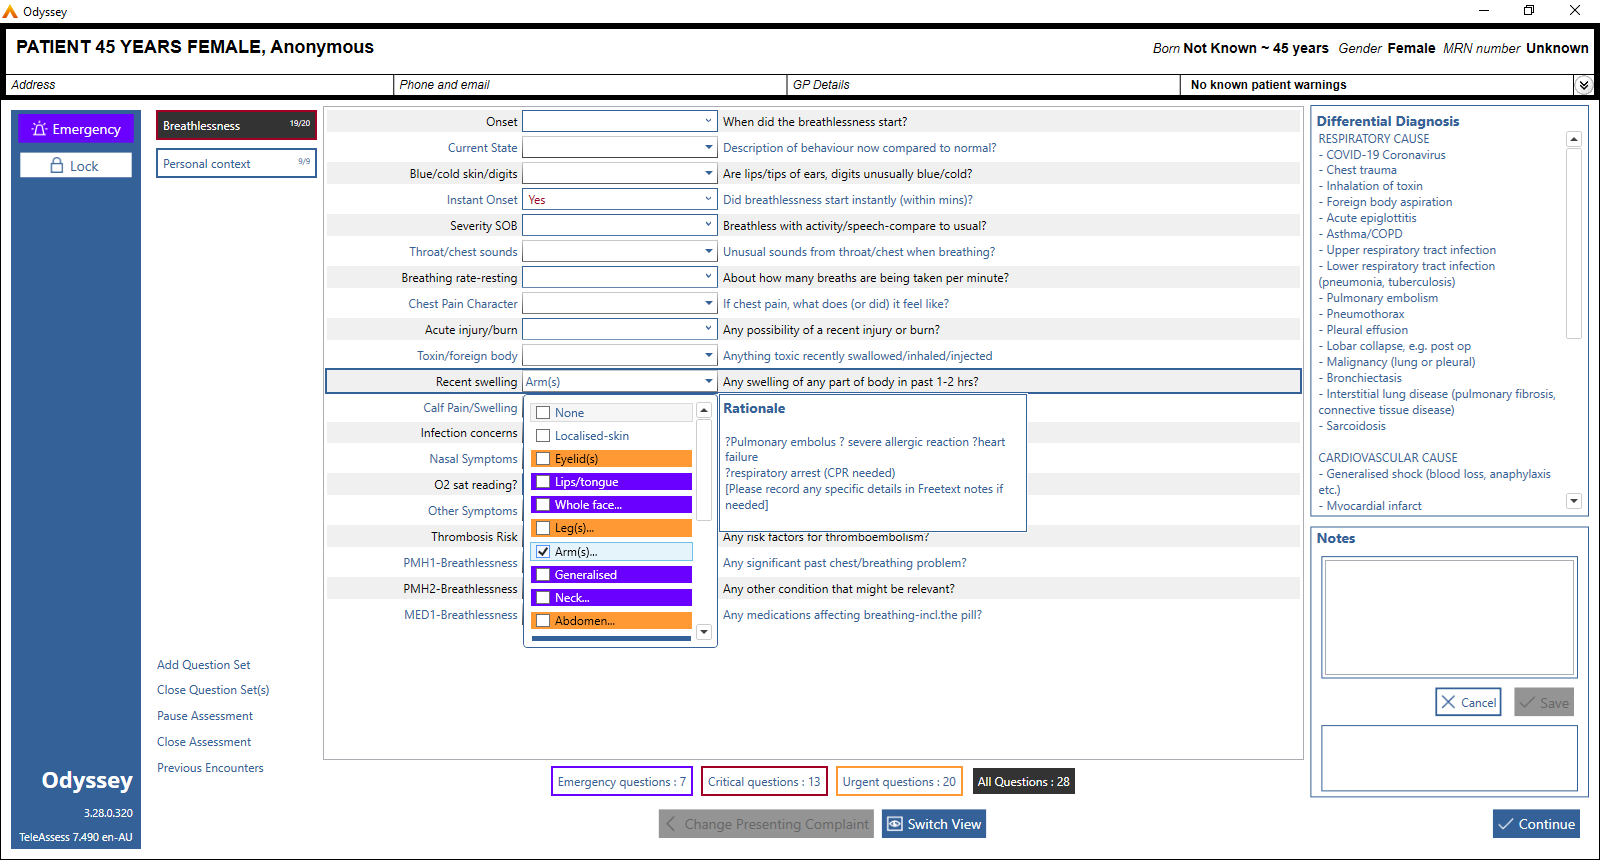 Odyssey
PATIENT 45 YEARS FEMALE, Anonymous
Born Not Known ~ 45 years Gender Female MRN number Unknown
Address
Phone and email
GP Details
No known patient warnings
Emergency
Lock
Breathlessness 19/20
Personal context 9/9
Onset When did the breathlessness start?
Current State Description of behaviour now compared to normal?
Blue/cold skin/digits Are lips/tips of ears, digits unusually blue/cold?
Instant Onset Yes Did breathlessness start instantly (within mins)?
Severity SOB Breathless with activity/speech-compare to usual?
Throat/chest sounds Unusual sounds from throat/chest when breathing?
Breathing rate-resting About how many breaths are being taken per minute?
Chest Pain Character If chest pain, what does (or did) it feel like?
Acute injury/burn Any possibility of a recent injury or burn?
Toxin/foreign body Anything toxic recently swallowed/inhaled/injected
Recent swelling Arm(s) Any swelling of any part of body in past 1-2 hrs?
Calf Pain/Swelling
Infection concerns
Nasal Symptoms
O2 sat reading?
Other Symptoms
Thrombosis Risk Any risk factors for thromboembolism?
PMH1-Breathlessness Any significant past chest/breathing problem?
PMH2-Breathlessness Any other condition that might be relevant?
MED1-Breathlessness Any medications affecting breathing-incl.the pill?
None
Localised-skin
Eyelid(s)
Lips/tongue
Whole face...
Leg(s)...
Arm(s)...
Generalised
Neck...
Abdomen...
Rationale
?Pulmonary embolus ? severe allergic reaction ?heart
failure
?respiratory arrest (CPR needed)
[Please record any specific details in Freetext notes if
needed]
Differential Diagnosis
RESPIRATORY CAUSE
- COVID-19 Coronavirus
- Chest trauma
- Inhalation of toxin
- Foreign body aspiration
- Acute epiglottitis
- Asthma/COPD
- Upper respiratory tract infection
- Lower respiratory tract infection
(pneumonia, tuberculosis)
- Pulmonary embolism
- Pneumothorax
- Pleural effusion
- Lobar collapse, e.g. post op
- Malignancy (lung or pleural)
- Bronchiectasis
- Interstitial lung disease (pulmonary fibrosis,
connective tissue disease)
- Sarcoidosis
CARDIOVASCULAR CAUSE
- Generalised shock (blood loss, anaphylaxis
etc.)
- Myocardial infarct
Notes
Cancel
Save
Add Question Set
Close Question Set(s)
Pause Assessment
Close Assessment
Previous Encounters
Odyssey
3.28.0.320
TeleAssess 7.490 en-AU
Emergency questions : 7
Critical questions : 13
Urgent questions : 20
All Questions : 28
Change Presenting Complaint
Switch View
Continue